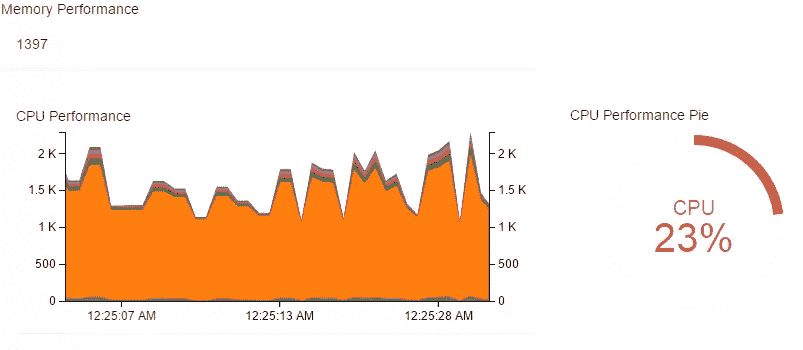 Memory Performance
1397
CPU Performance
CPU Performance Pie
2 K 2 K
1.5 K 1.5 K
1 K 1 K
500 500
0 0
12:25:07 AM 12:25:13 AM 12:25:28 AM
CPU
23%